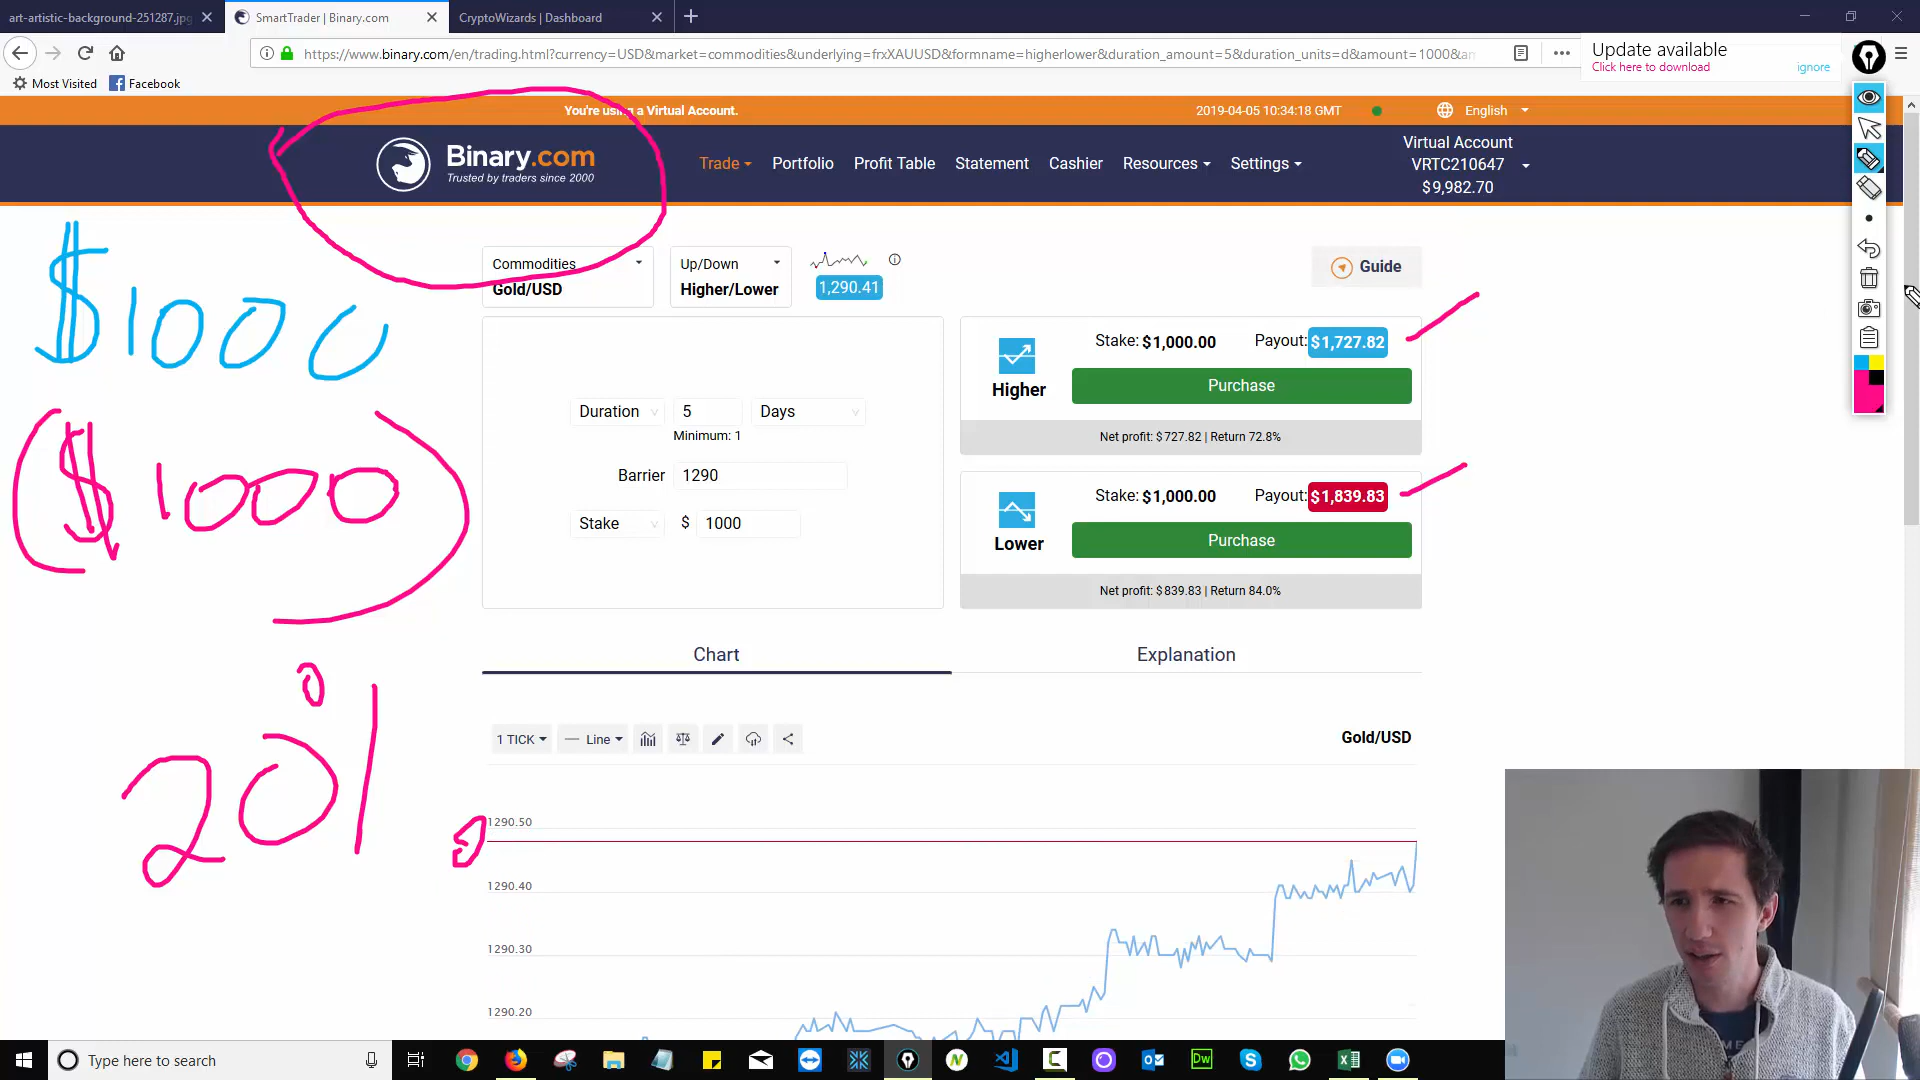 art-artistic-background-251287.jpg
SmartTrader | Binary.com
CryptoWizards | Dashboard
https://www.binary.com/en/trading.html?currency=USD&market=commodities&underlying=frxXAUUSD&formname=higherlower&duration_amount=5&duration_units=d&amount=1000&am
Update available
Click here to download
ignore
Most Visited
Facebook
You're using a Virtual Account.
2019-04-05 10:34:18 GMT
English
Binary.com
Trusted by traders since 2000
Trade
Portfolio
Profit Table
Statement
Cashier
Resources
Settings
Virtual Account
VRTC210647
$9,982.70
$1000
($1000)
Commodities
Gold/USD
Up/Down
Higher/Lower
1,290.41
Guide
Duration
5
Days
Minimum: 1
Barrier
1290
Stake
$
1000
Higher
Stake: $1,000.00
Payout: $1,727.82
Purchase
Net profit: $727.82 | Return 72.8%
Lower
Stake: $1,000.00
Payout: $1,839.83
Purchase
Net profit: $839.83 | Return 84.0%
Chart
Explanation
1 TICK
Line
Gold/USD
1290.50
1290.40
1290.30
1290.20
Type here to search